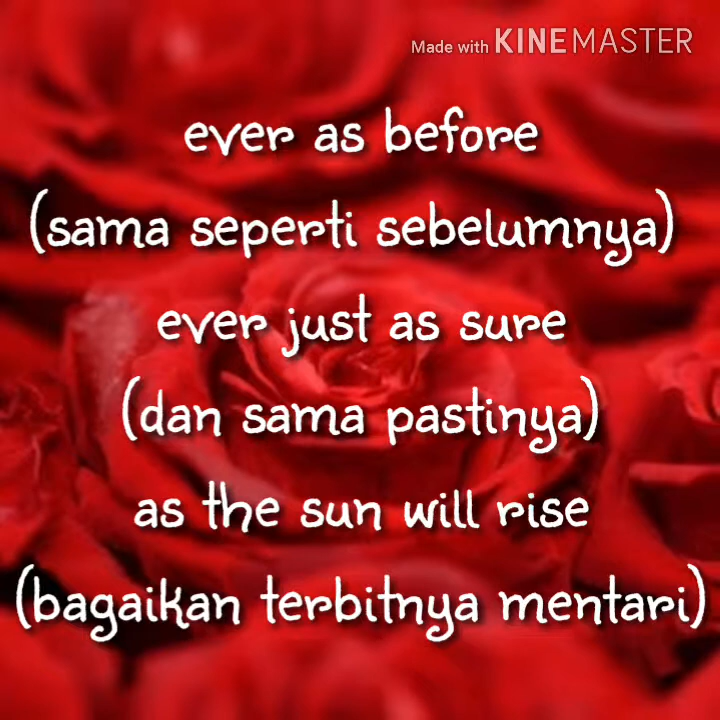 Made with KINEMASTER
ever as before
(sama seperti sebelumnya)
ever just as sure
(dan sama pastinya)
as the sun will rise
(bagaikan terbitnya mentari)